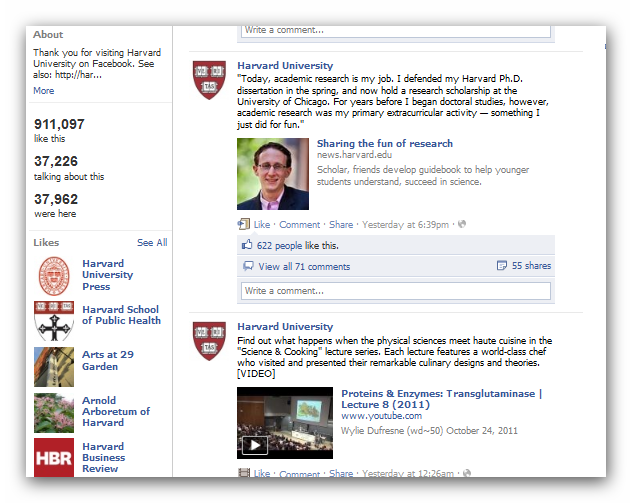 About
Thank you for visiting Harvard
University on Facebook. See
also: http://har...
More
911,097
like this
37,226
talking about this
37,962
were here
Likes
See All
Harvard
University
Press
Harvard School
of Public Health
Arts at 29
Garden
Arnold
Arboretum of
Harvard
HBR
Harvard
Business
Review
Write a comment...
VE RI
TAS
Harvard University
"Today, academic research is my job. I defended my Harvard Ph.D.
dissertation in the spring, and now hold a research scholarship at the
University of Chicago. For years before I began doctoral studies, however,
academic research was my primary extracurricular activity — something I
just did for fun."
Sharing the fun of research
news.harvard.edu
Scholar, friends develop guidebook to help younger
students understand, succeed in science.
Like · Comment · Share · Yesterday at 6:39pm ·
622 people like this.
View all 71 comments
55 shares
Write a comment...
VE RI
TAS
Harvard University
Find out what happens when the physical sciences meet haute cuisine in the
"Science & Cooking" lecture series. Each lecture features a world-class chef
who visited and presented their remarkable culinary designs and theories.
[VIDEO]
Proteins & Enzymes: Transglutaminase |
Lecture 8 (2011)
www.youtube.com
Wylie Dufresne (wd~50) October 24, 2011
Like · Comment · Share · Yesterday at 12:26am ·